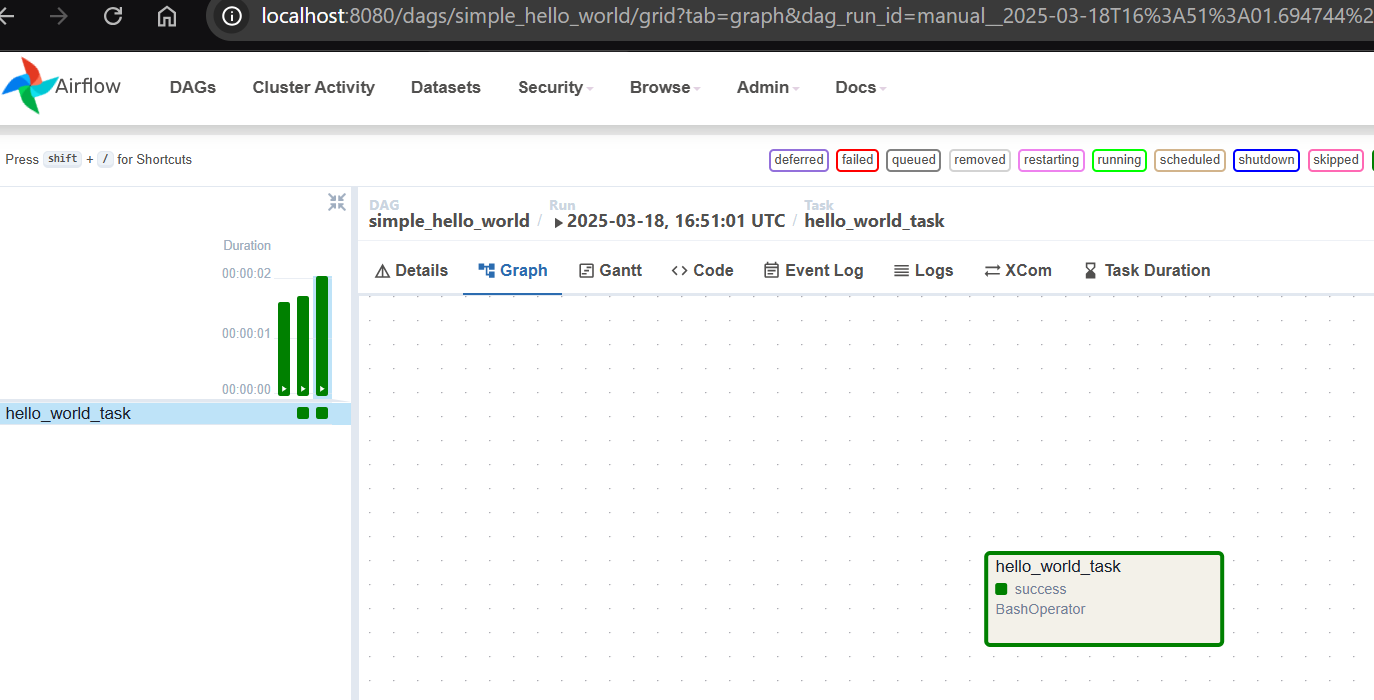 localhost:8080/dags/simple_hello_world/grid?tab=graph&dag_run_id=manual__2025-03-18T16%3A51%3A01.694744%2
Airflow DAGs Cluster Activity Datasets Security Browse Admin Docs
Press shift + / for Shortcuts
deferred failed queued removed restarting running scheduled shutdown skipped
Duration
00:00:02
00:00:01
00:00:00
hello_world_task
DAG Run Task
simple_hello_world / 2025-03-18, 16:51:01 UTC / hello_world_task
Details Graph Gantt Code Event Log Logs XCom Task Duration
hello_world_task
success
BashOperator